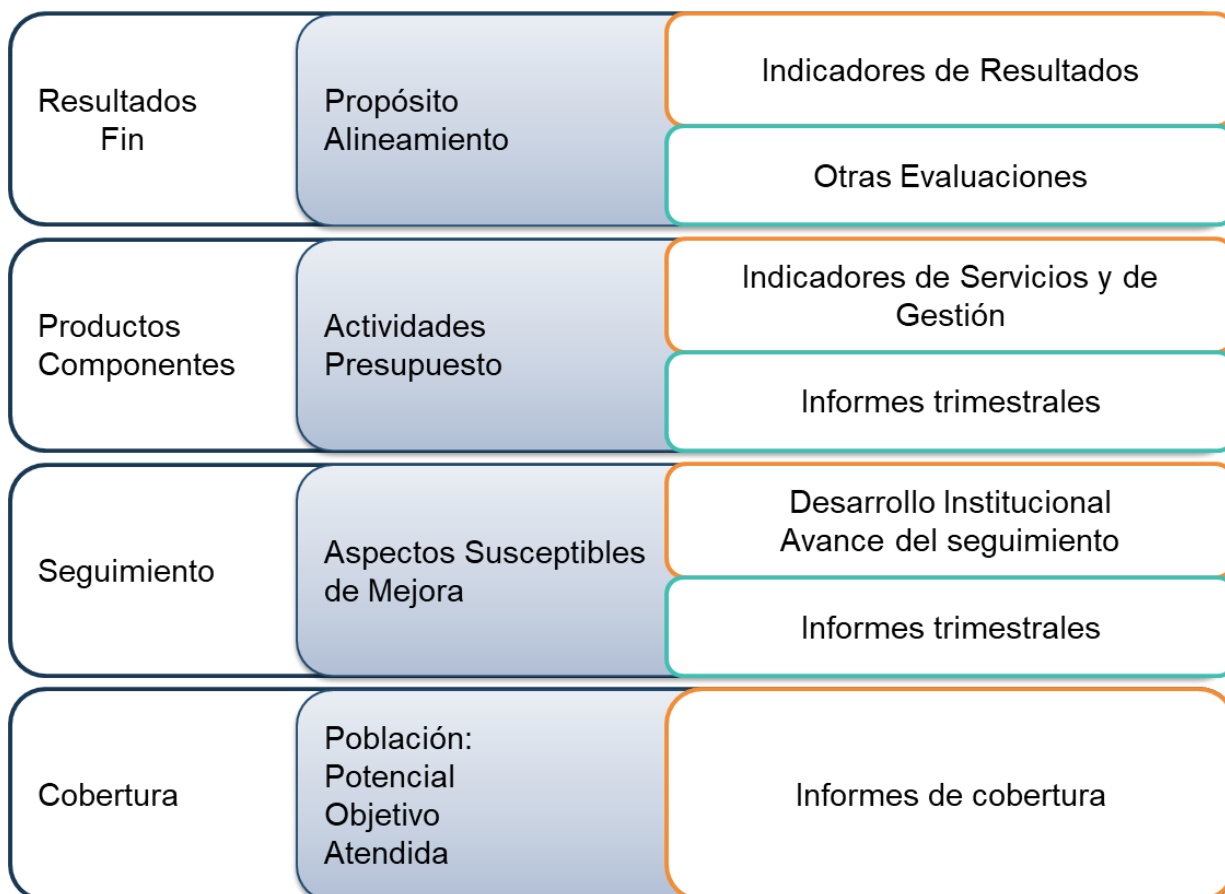 Resultados
Fin
Propósito
Alineamiento
Indicadores de Resultados
Otras Evaluaciones
Productos
Componentes
Actividades
Presupuesto
Indicadores de Servicios y de
Gestión
Informes trimestrales
Seguimiento
Aspectos Susceptibles
de Mejora
Desarrollo Institucional
Avance del seguimiento
Informes trimestrales
Cobertura
Población:
Potencial
Objetivo
Atendida
Informes de cobertura